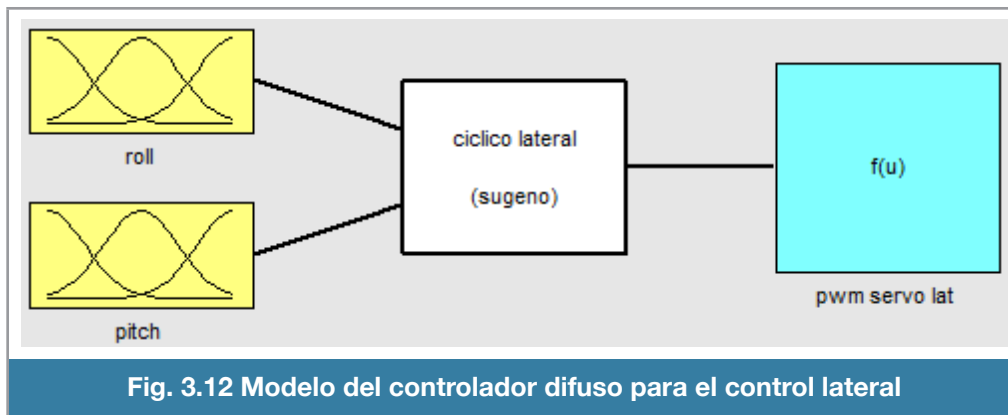 roll
pitch
ciclico lateral
(sugeno)
f(u)
pwm servo lat
Fig. 3.12 Modelo del controlador difuso para el control lateral